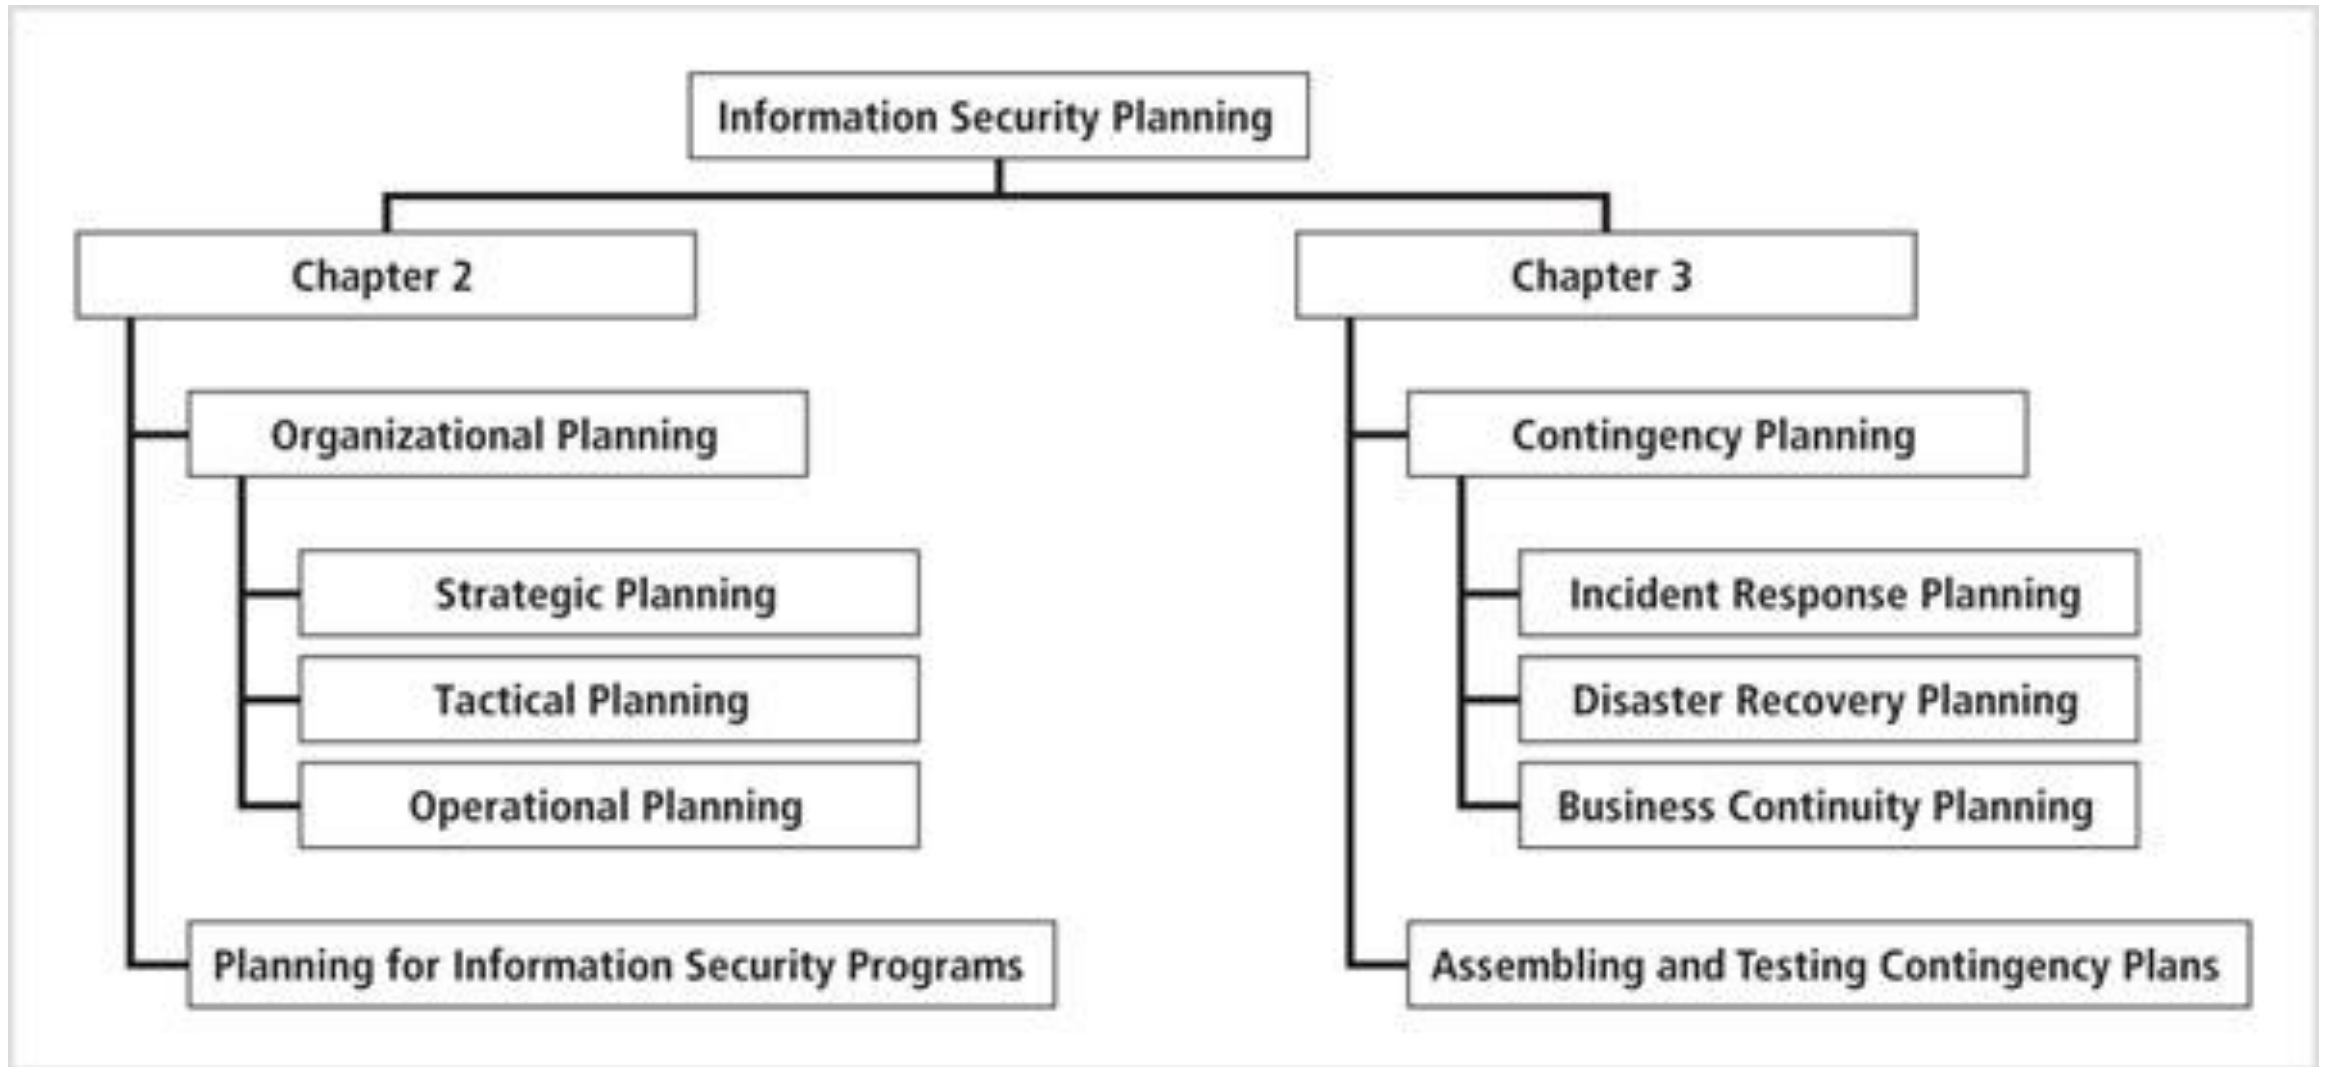 Information Security Planning
Chapter 2
Organizational Planning
Strategic Planning
Tactical Planning
Operational Planning
Planning for Information Security Programs
Chapter 3
Contingency Planning
Incident Response Planning
Disaster Recovery Planning
Business Continuity Planning
Assembling and Testing Contingency Plans